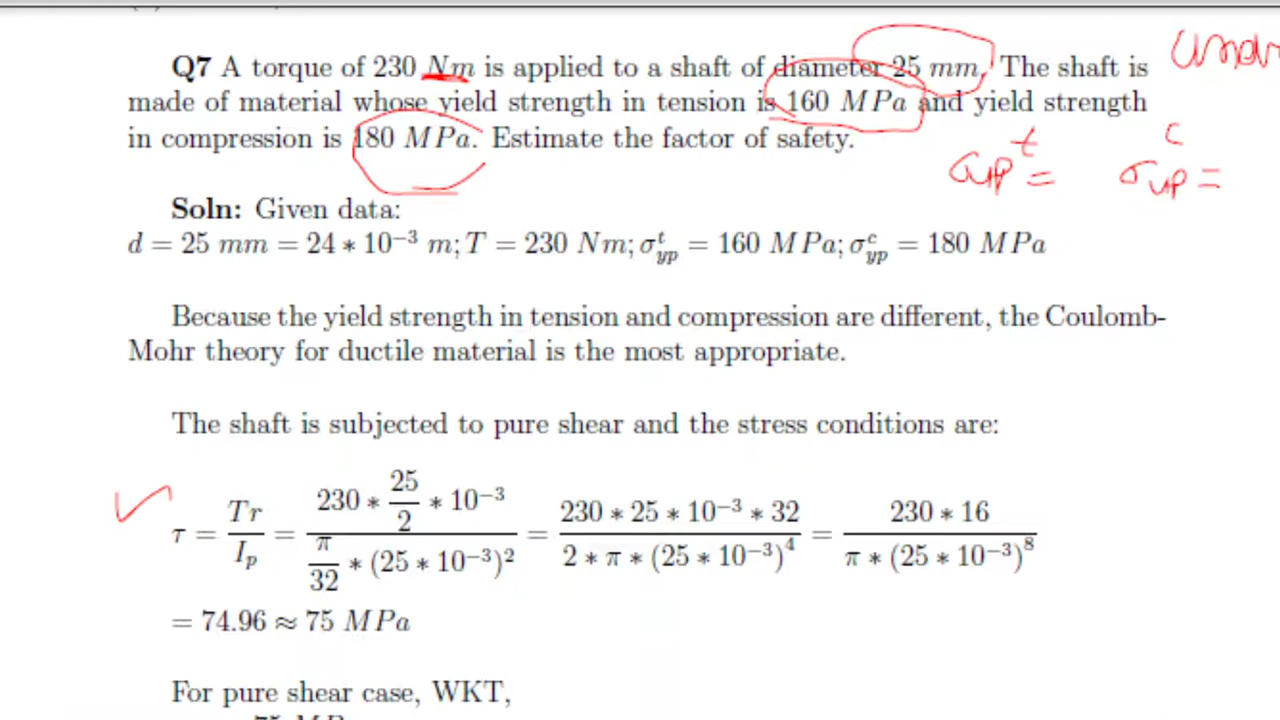 Q7 A torque of 230 Nm is applied to a shaft of diameter 25 mm, The shaft is
made of material whose yield strength in tension is 160 MPa and yield strength
in compression is 180 MPa. Estimate the factor of safety.
σyp^t = σyp^c =
Soln: Given data:
d = 25 mm = 24 * 10^-3 m; T = 230 Nm; σ^t_yp = 160 MPa; σ^c_yp = 180 MPa
Because the yield strength in tension and compression are different, the Coulomb-
Mohr theory for ductile material is the most appropriate.
The shaft is subjected to pure shear and the stress conditions are:
τ = Tr/I_p = (230 * 25/2 * 10^-3)/(π/32 * (25 * 10^-3)^2) = (230 * 25 * 10^-3 * 32)/(2 * π * (25 * 10^-3)^4) = (230 * 16)/(π * (25 * 10^-3)^8)
= 74.96 ≈ 75 MPa
For pure shear case, WKT,